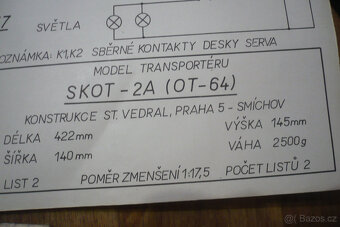 SVĚTLA
POZNÁMKA: K1,K2 SBĚRNÉ KONTAKTY DESKY SERVA
MODEL TRANSPORTÉRU
SKOT - 2A (OT-64)
KONSTRUKCE ST. VEDRAL, PRAHA 5 - SMÍCHOV
DÉLKA 422mm VÝŠKA 145mm
ŠÍŘKA 140mm VÁHA 2500g
LIST 2 POMĚR ZMENŠENÍ 1:17,5 POČET LISTŮ 2
Bazos.cz